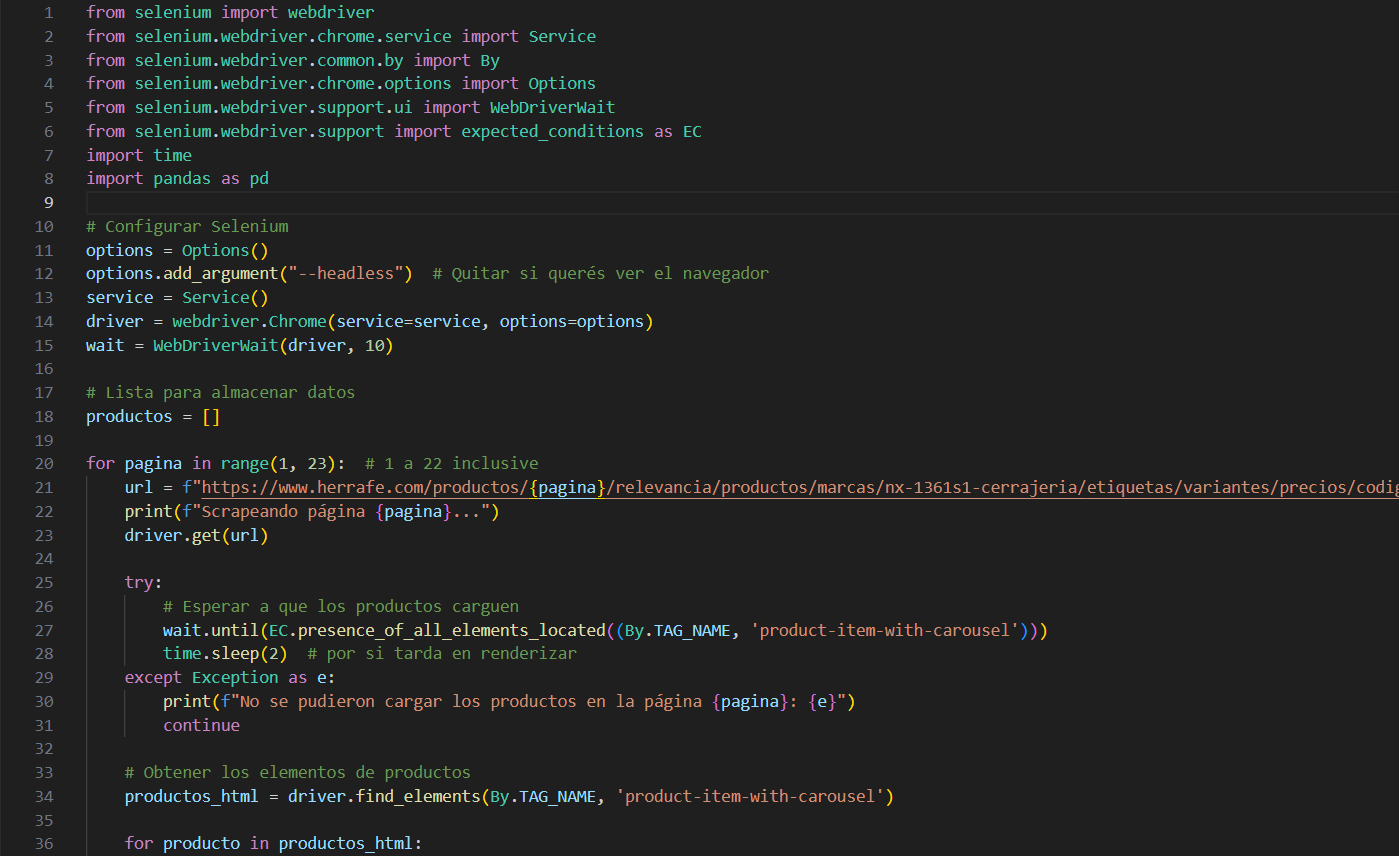 1 from selenium import webdriver
2 from selenium.webdriver.chrome.service import Service
3 from selenium.webdriver.common.by import By
4 from selenium.webdriver.chrome.options import Options
5 from selenium.webdriver.support.ui import WebDriverWait
6 from selenium.webdriver.support import expected_conditions as EC
7 import time
8 import pandas as pd
9
10 # Configurar Selenium
11 options = Options()
12 options.add_argument("--headless")  # Quitar si querés ver el navegador
13 service = Service()
14 driver = webdriver.Chrome(service=service, options=options)
15 wait = WebDriverWait(driver, 10)
16
17 # Lista para almacenar datos
18 productos = []
19
20 for pagina in range(1, 23):  # 1 a 22 inclusive
21     url = f"https://www.herrafe.com/productos/{pagina}/relevancia/productos/marcas/nx-1361s1-cerrajeria/etiquetas/variantes/precios/codig
22     print(f"Scrapeando página {pagina}...")
23     driver.get(url)
24
25     try:
26         # Esperar a que los productos carguen
27         wait.until(EC.presence_of_all_elements_located((By.TAG_NAME, 'product-item-with-carousel')))
28         time.sleep(2)  # por si tarda en renderizar
29     except Exception as e:
30         print(f"No se pudieron cargar los productos en la página {pagina}: {e}")
31         continue
32
33     # Obtener los elementos de productos
34     productos_html = driver.find_elements(By.TAG_NAME, 'product-item-with-carousel')
35
36     for producto in productos_html: